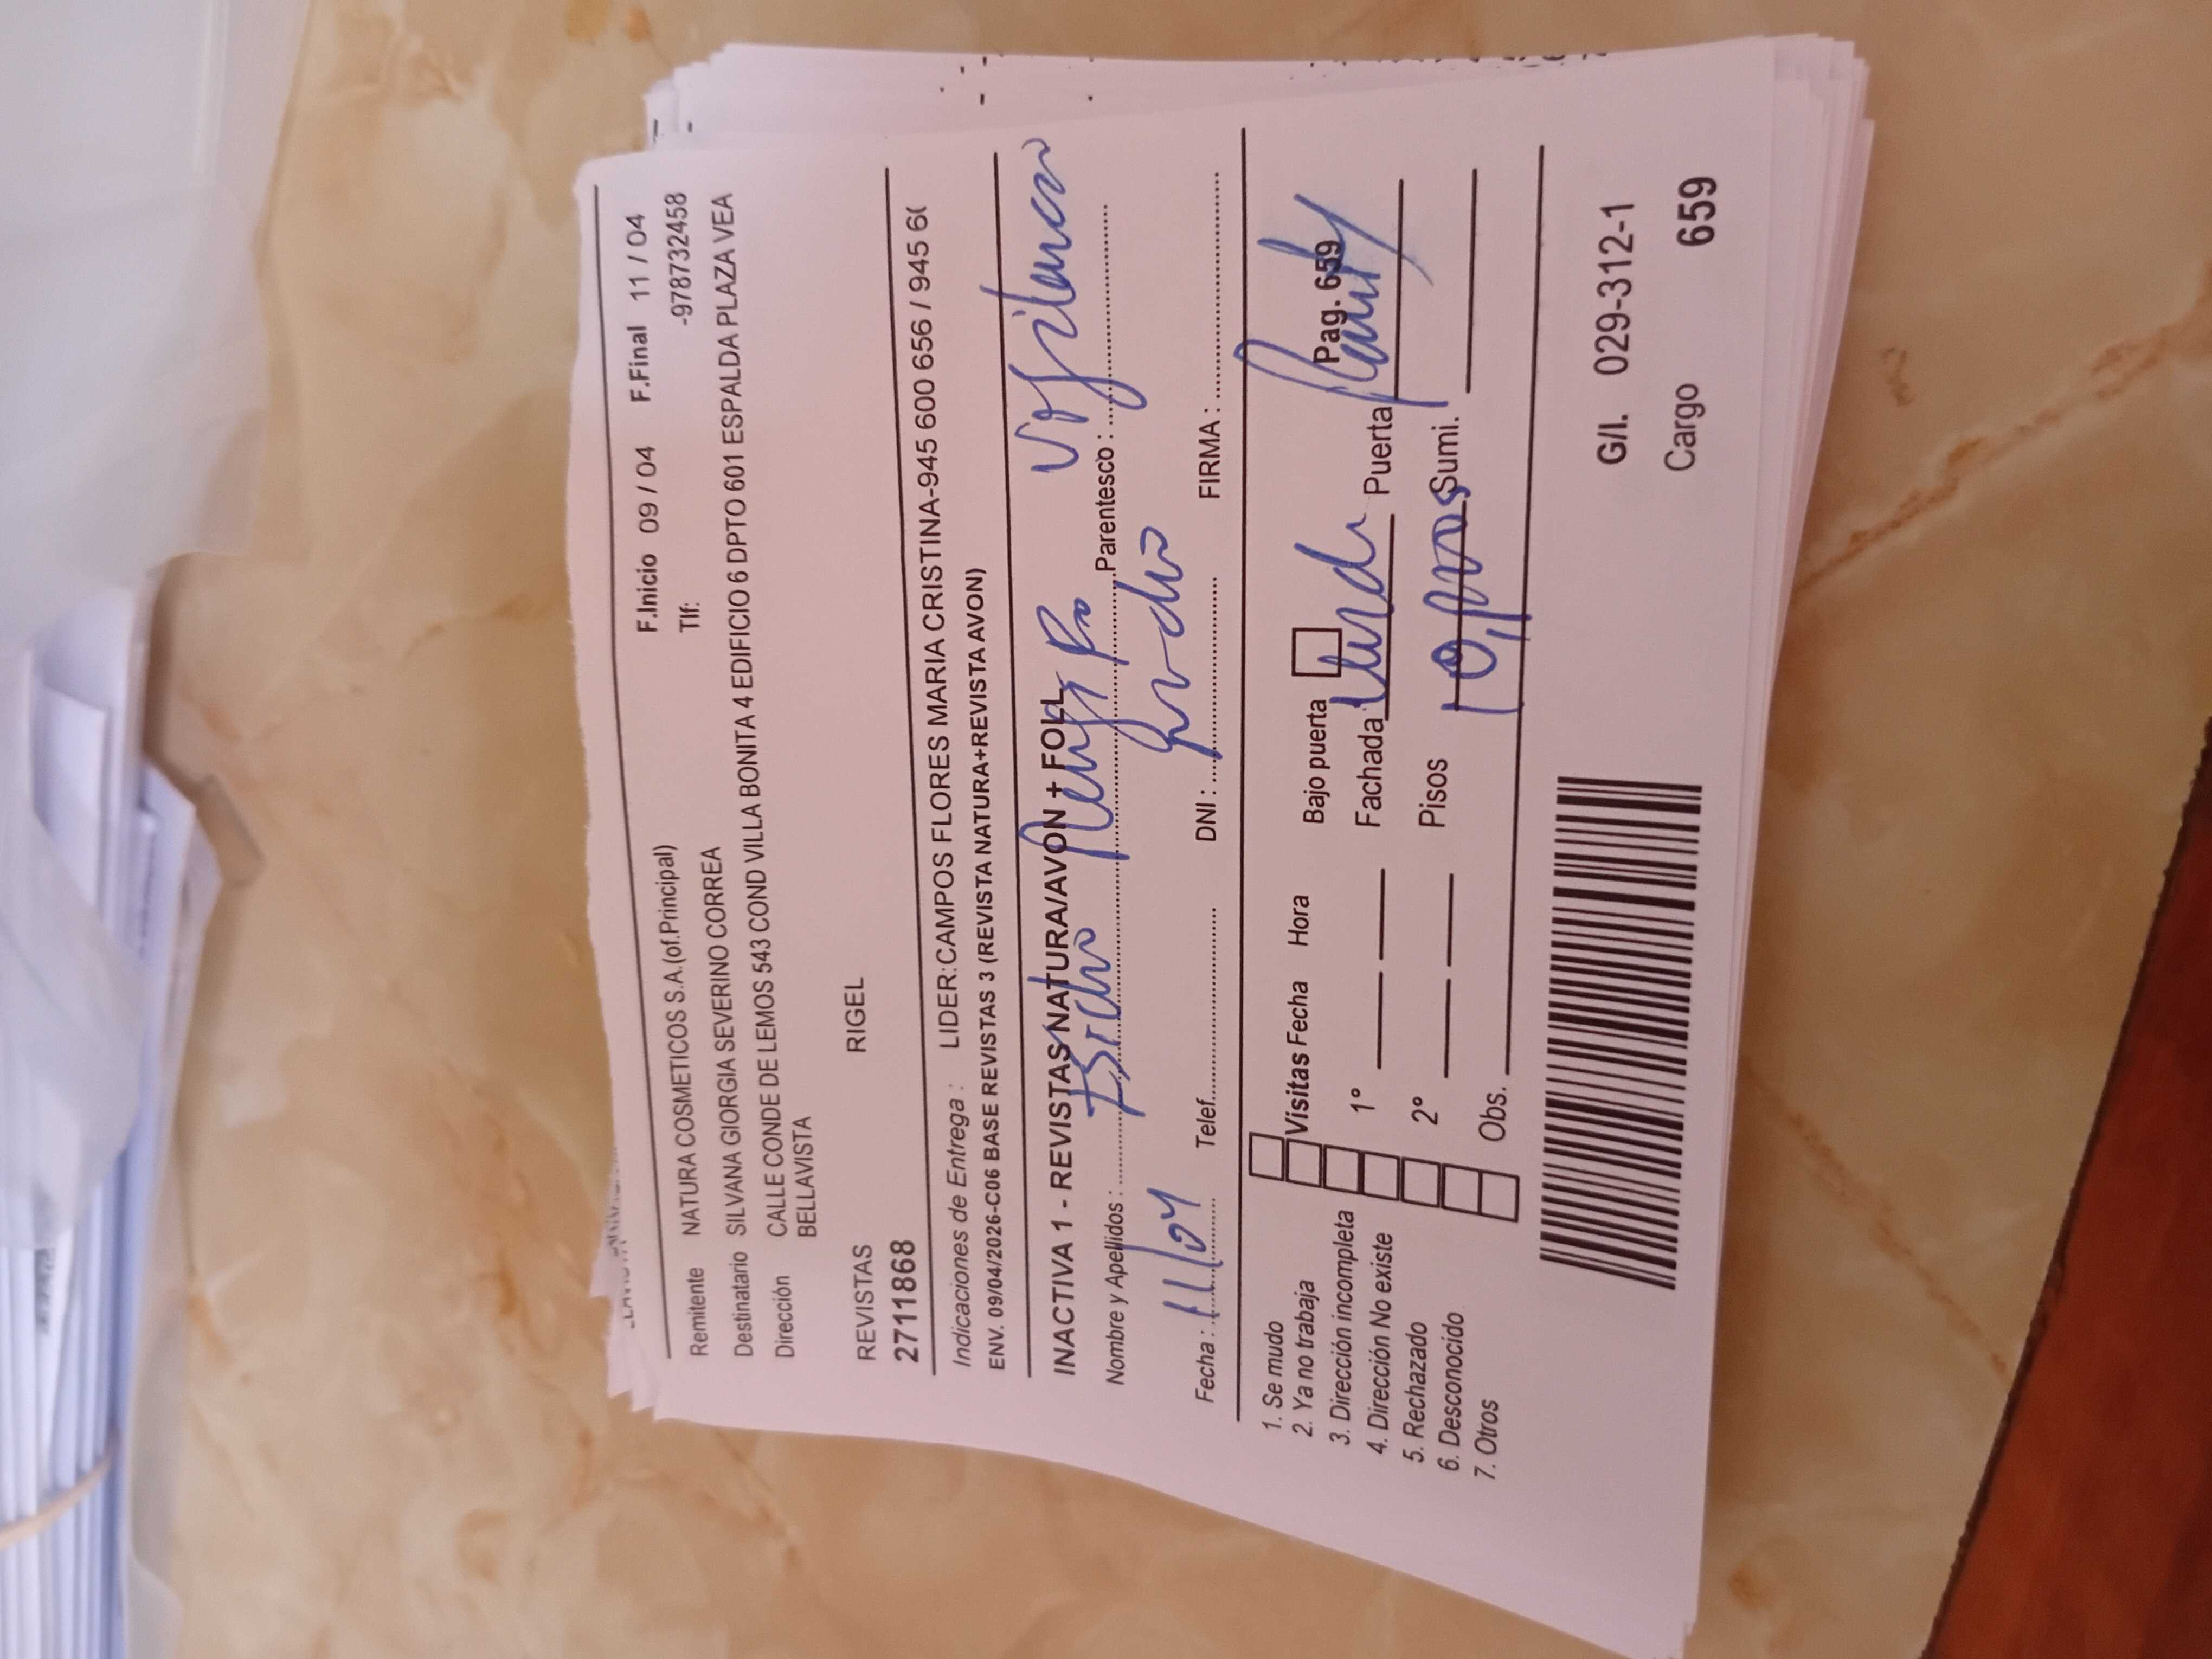 F.Inicio 09 / 04 F.Final 11 / 04
Remitente NATURA COSMETICOS S.A.(of.Principal) Tlf: -978732458
Destinatario SILVANA GIORGIA SEVERINO CORREA
Dirección CALLE CONDE DE LEMOS 543 COND VILLA BONITA 4 EDIFICIO 6 DPTO 601 ESPALDA PLAZA VEA
BELLAVISTA
REVISTAS RIGEL
2711868
Indicaciones de Entrega : LIDER:CAMPOS FLORES MARIA CRISTINA-945 600 656 / 945 6
ENV. 09/04/2026-C06 BASE REVISTAS 3 (REVISTA NATURA+REVISTA AVON)
INACTIVA 1 - REVISTAS NATURA/AVON + FOLL
Nombre y Apellidos : Parentesco : Vigilancia
Fecha : 11/04 Telef. DNI : FIRMA :
1. Se mudo
2. Ya no trabaja
3. Dirección incompleta
4. Dirección No existe
5. Rechazado
6. Desconocido
7. Otros
Visitas Fecha Hora Bajo puerta Pag. 659
1º Fachada Puerta
2º Pisos Sumi.
Obs.
G/I. 029-312-1
Cargo 659